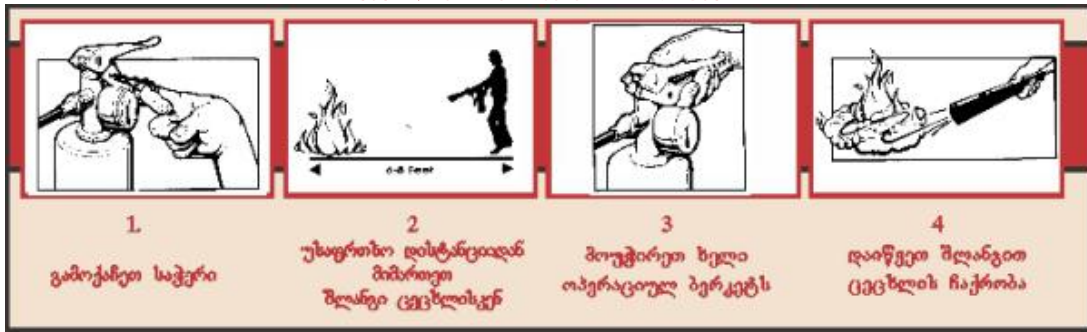 6-8 Feet
1.
გამოქაჩეთ საჭერი
2
უსაფრთხო დისტანციიდან
მიმართეთ
შლანგი ცეცხლისკენ
3
მოუჭირეთ ხელი
ოპერაციულ ბერკეტს
4
დაიწყეთ შლანგით
ცეცხლის ჩაქრობა